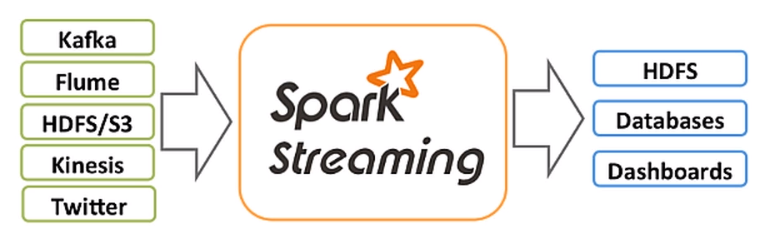 Kafka
Flume
HDFS/S3
Kinesis
Twitter
Spark
Streaming
HDFS
Databases
Dashboards